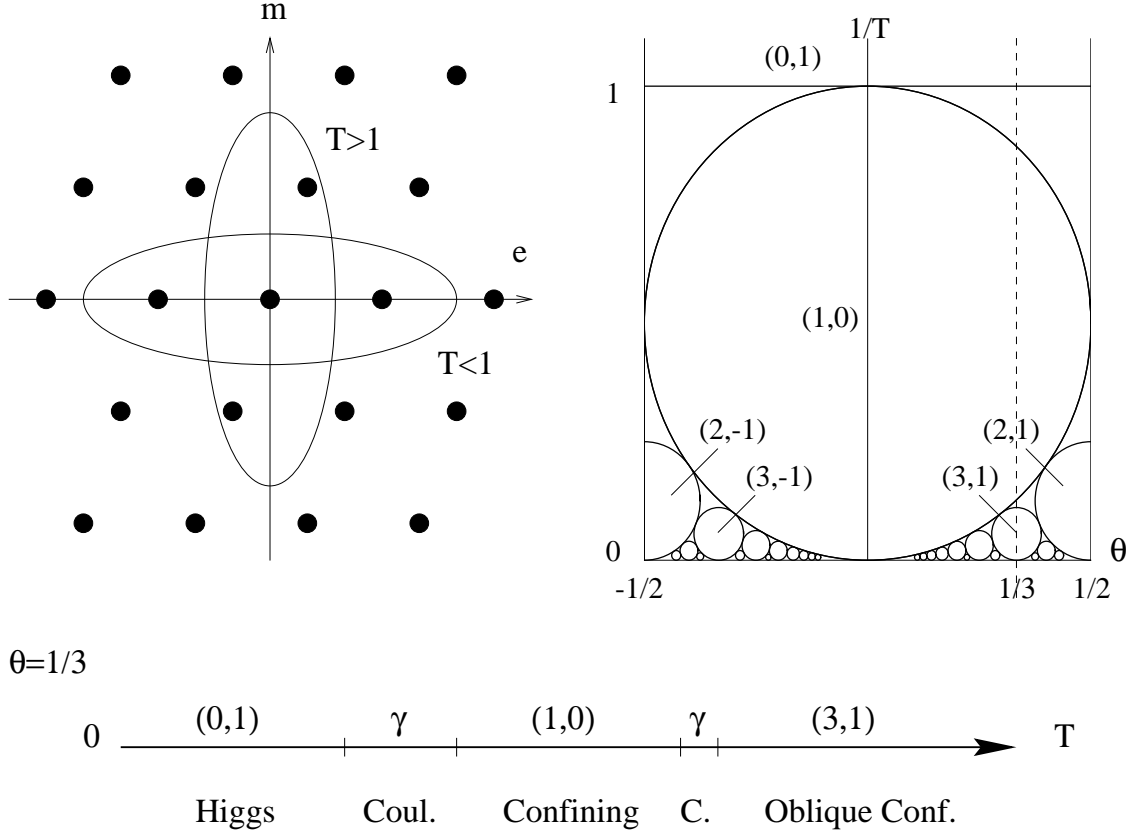 m
T>1
e
T<1
1/T
(0,1)
1
(1,0)
(2,-1)
(3,-1)
(2,1)
(3,1)
0
θ
-1/2
1/3
1/2
θ=1/3
0
(0,1)
γ
(1,0)
γ
(3,1)
T
Higgs
Coul.
Confining
C.
Oblique Conf.